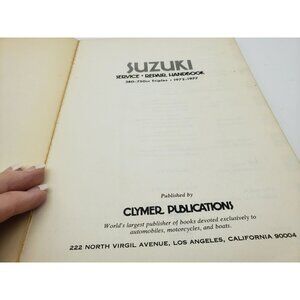 SUZUKI
SERVICE • REPAIR HANDBOOK
380-750cc Triples • 1972-1977
Published by
CLYMER PUBLICATIONS
World's largest publisher of books devoted exclusively to
automobiles, motorcycles, and boats.
222 NORTH VIRGIL AVENUE, LOS ANGELES, CALIFORNIA 90004